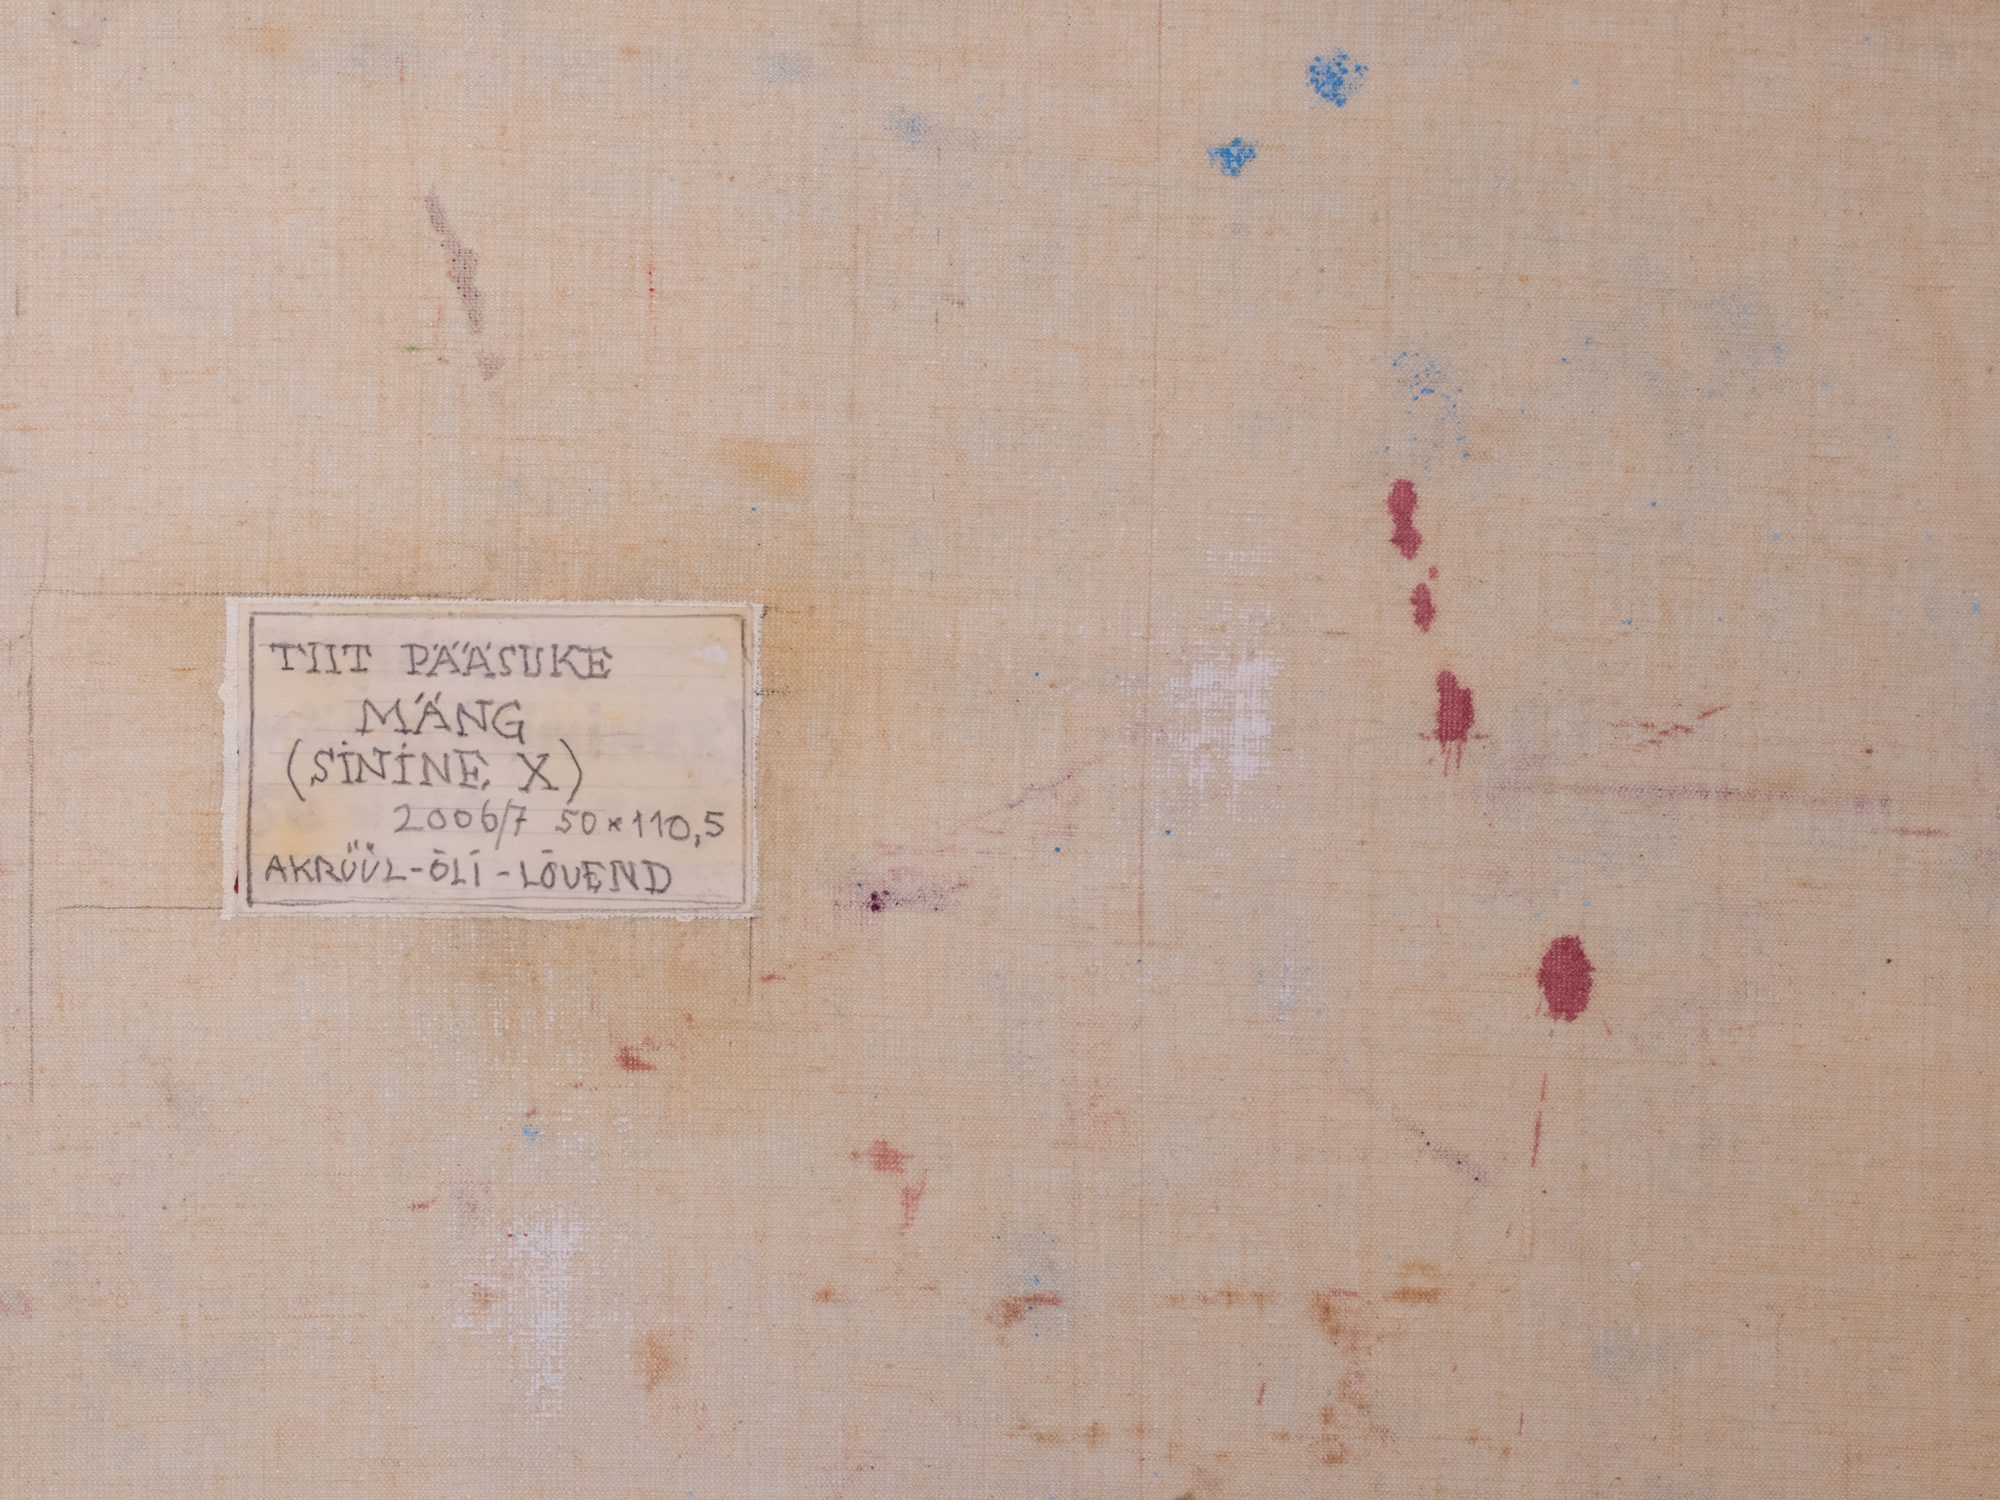 TIIT PÄÄSUKE
MÄNG
(SININE X)
2006/7 50×110,5
AKRÜÜL-ÕLI-LÕUEND